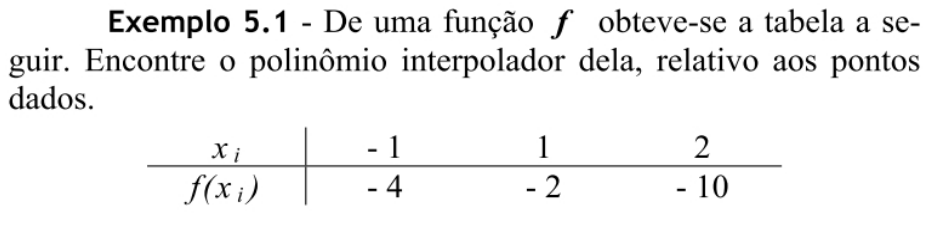 Exemplo 5.1 - De uma função f obteve-se a tabela a se-
guir. Encontre o polinômio interpolador dela, relativo aos pontos
dados.
x i - 1 1 2
f(x i) - 4 - 2 - 10